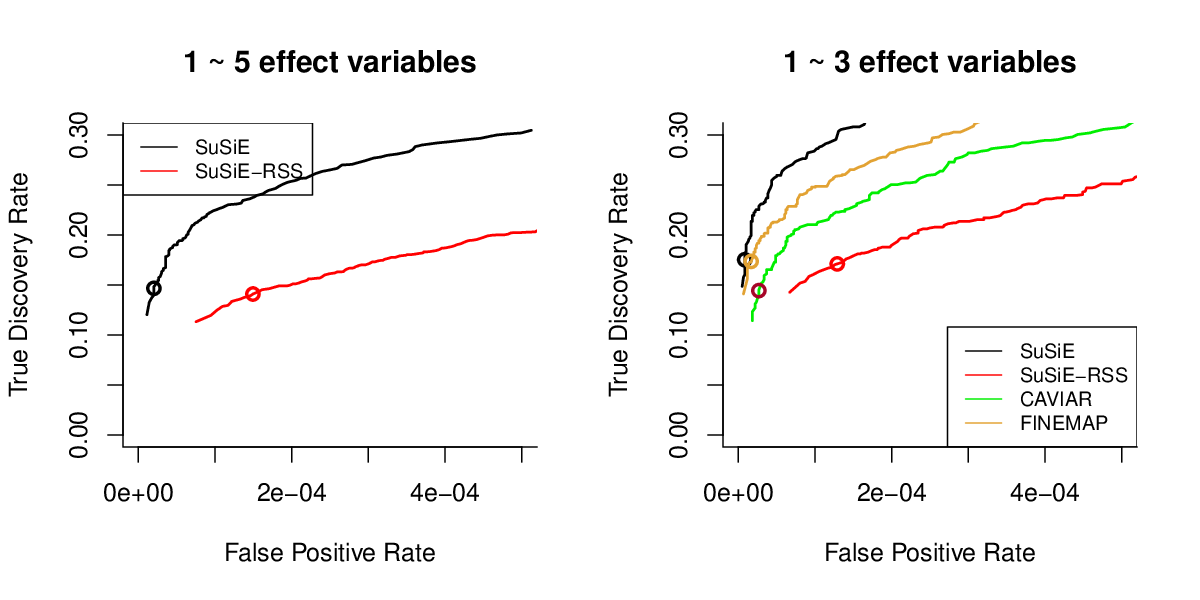 1 ~ 5 effect variables
True Discovery Rate
0.30
0.20
0.10
0.00
SuSiE
SuSiE−RSS
0e+00
2e−04
4e−04
False Positive Rate
1 ~ 3 effect variables
True Discovery Rate
0.30
0.20
0.10
0.00
SuSiE
SuSiE−RSS
CAVIAR
FINEMAP
0e+00
2e−04
4e−04
False Positive Rate